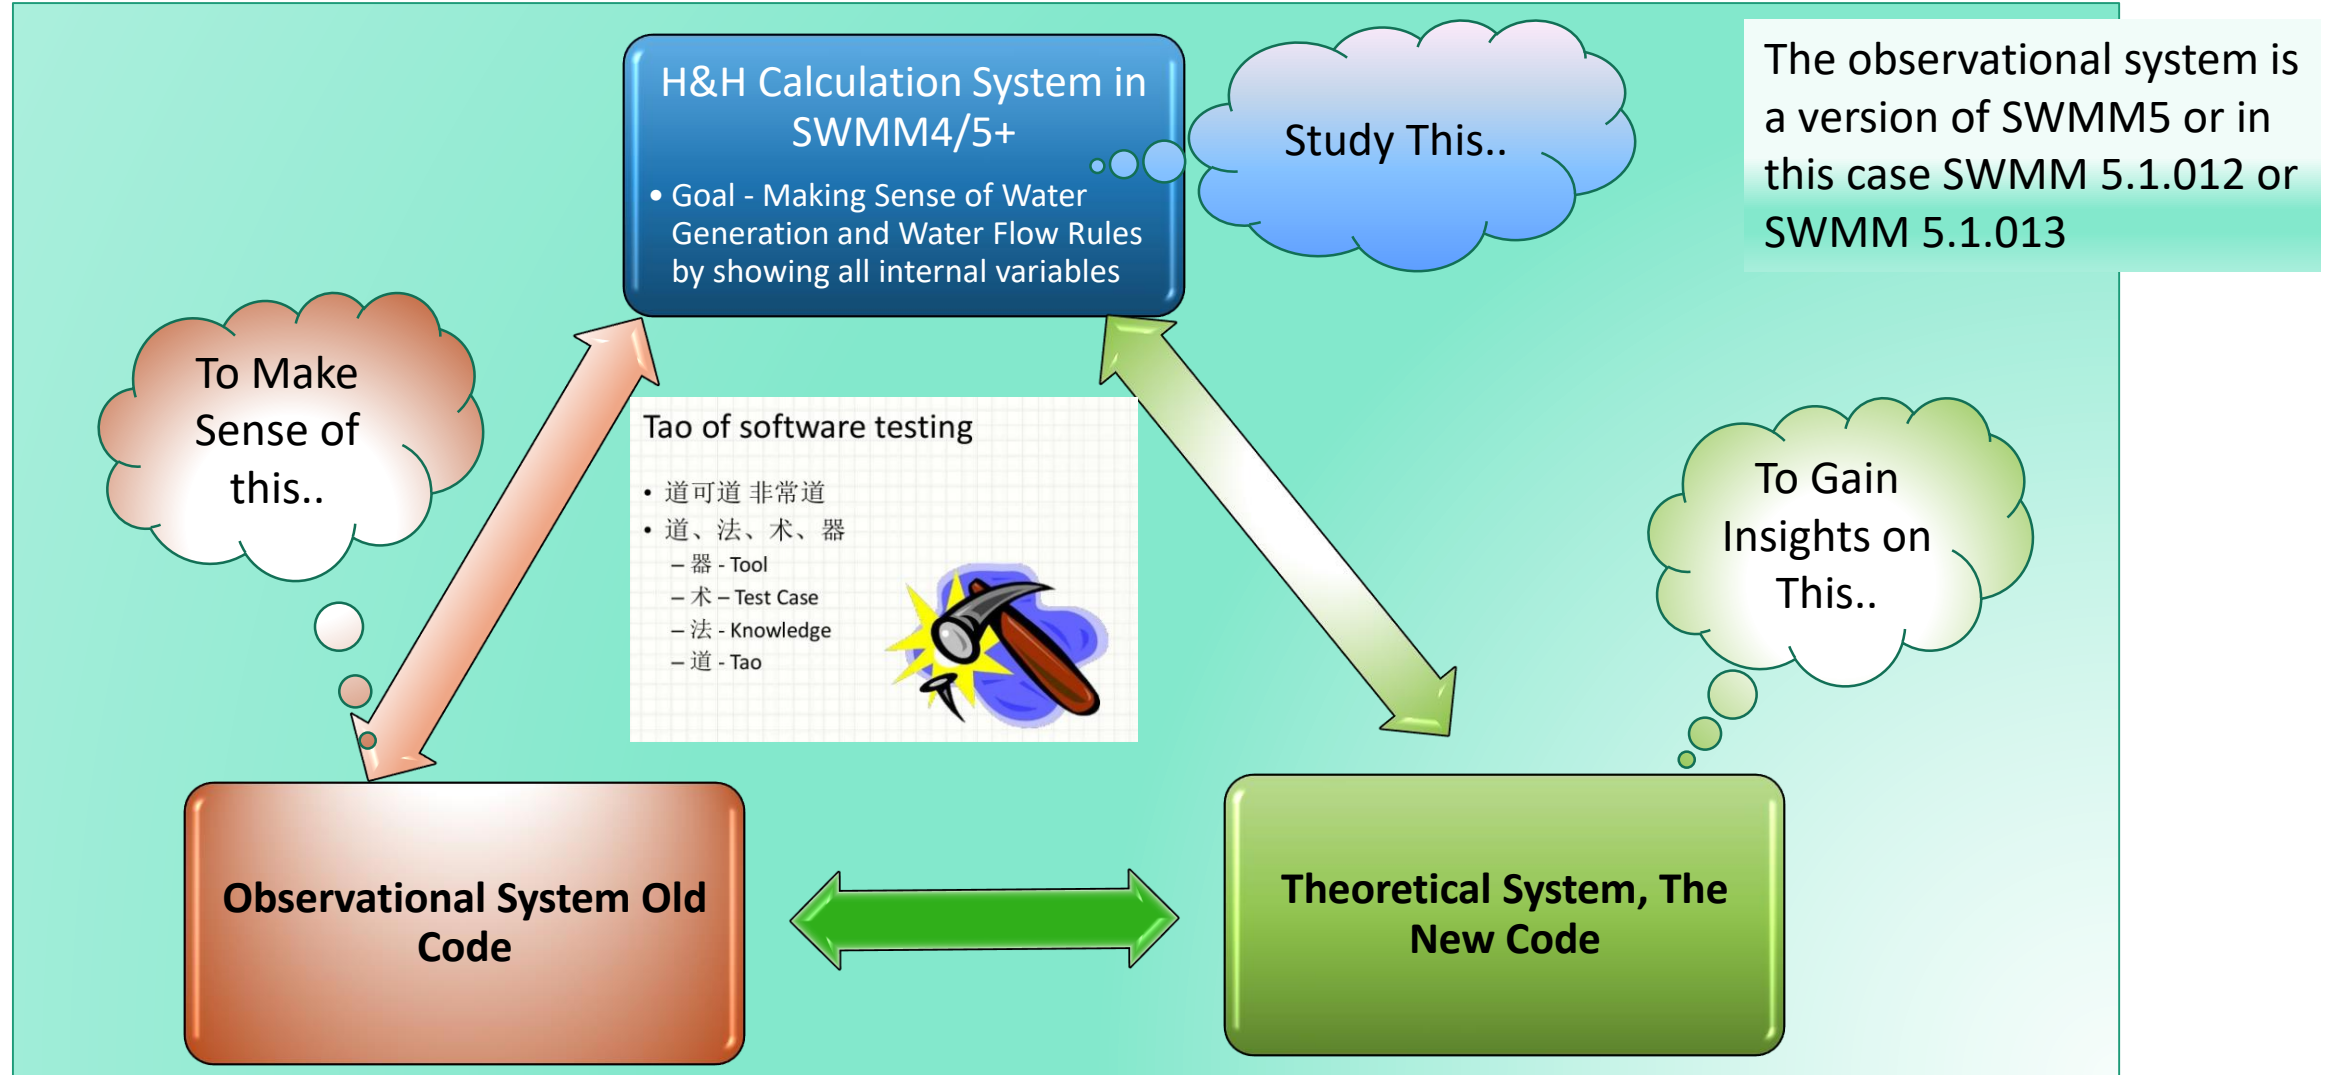 H&H Calculation System in
SWMM4/5+
• Goal - Making Sense of Water
Generation and Water Flow Rules
by showing all internal variables
Study This..
The observational system is
a version of SWMM5 or in
this case SWMM 5.1.012 or
SWMM 5.1.013
To Make
Sense of
this..
Tao of software testing
• 道可道 非常道
• 道、法、术、器
– 器 - Tool
– 术 – Test Case
– 法 - Knowledge
– 道 - Tao
To Gain
Insights on
This..
Observational System Old
Code
Theoretical System, The
New Code